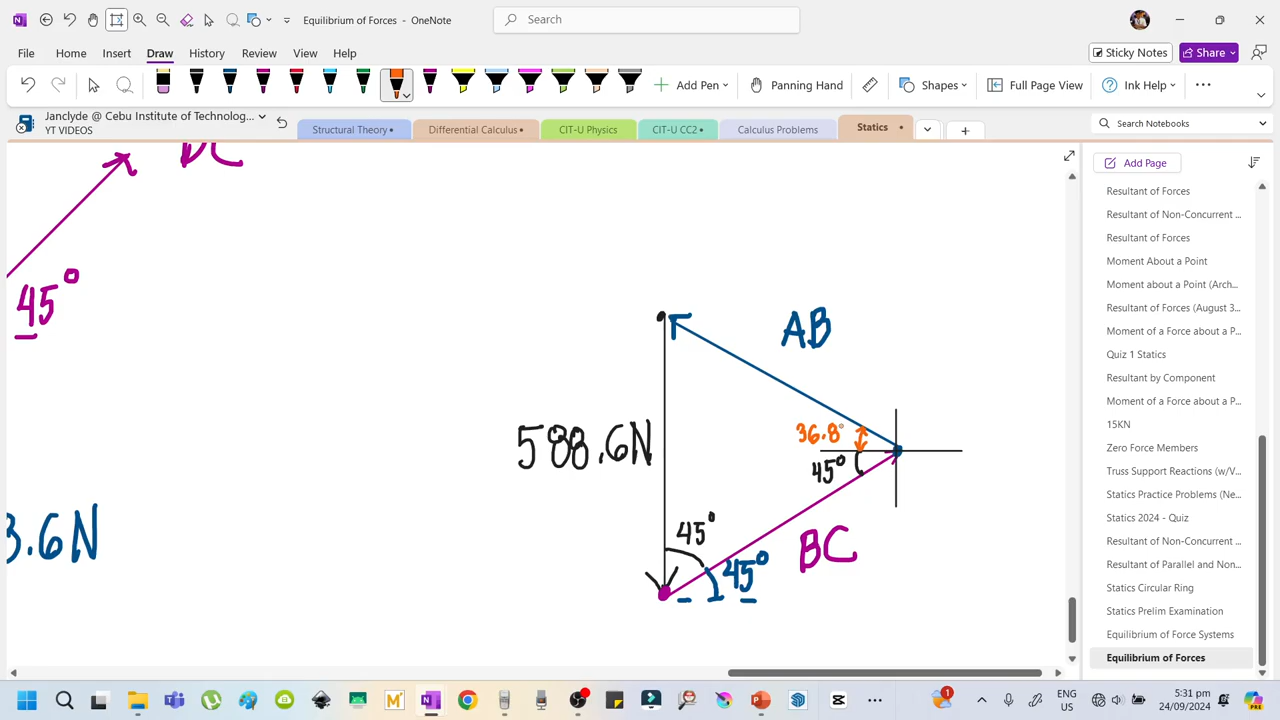 Equilibrium of Forces - OneNote
Search
File Home Insert Draw History Review View Help
Sticky Notes
Share
Add Pen
Panning Hand
Shapes
Full Page View
Ink Help
Janclyde @ Cebu Institute of Technolog...
YT VIDEOS
Structural Theory
Differential Calculus
CIT-U Physics
CIT-U CC2
Calculus Problems
Statics
Search Notebooks
Add Page
Resultant of Forces
Resultant of Non-Concurrent ...
Resultant of Forces
Moment About a Point
Moment about a Point (Arch...
Resultant of Forces (August 3...
Moment of a Force about a P...
Quiz 1 Statics
Resultant by Component
Moment of a Force about a P...
15KN
Zero Force Members
Truss Support Reactions (w/V...
Statics Practice Problems (Ne...
Statics 2024 - Quiz
Resultant of Non-Concurrent ...
Resultant of Parallel and Non...
Statics Circular Ring
Statics Prelim Examination
Equilibrium of Force Systems
Equilibrium of Forces
45°
3.6N
AB
588.6N
36.8°
45°
45°
BC
45°
ENG
US
5:31 pm
24/09/2024